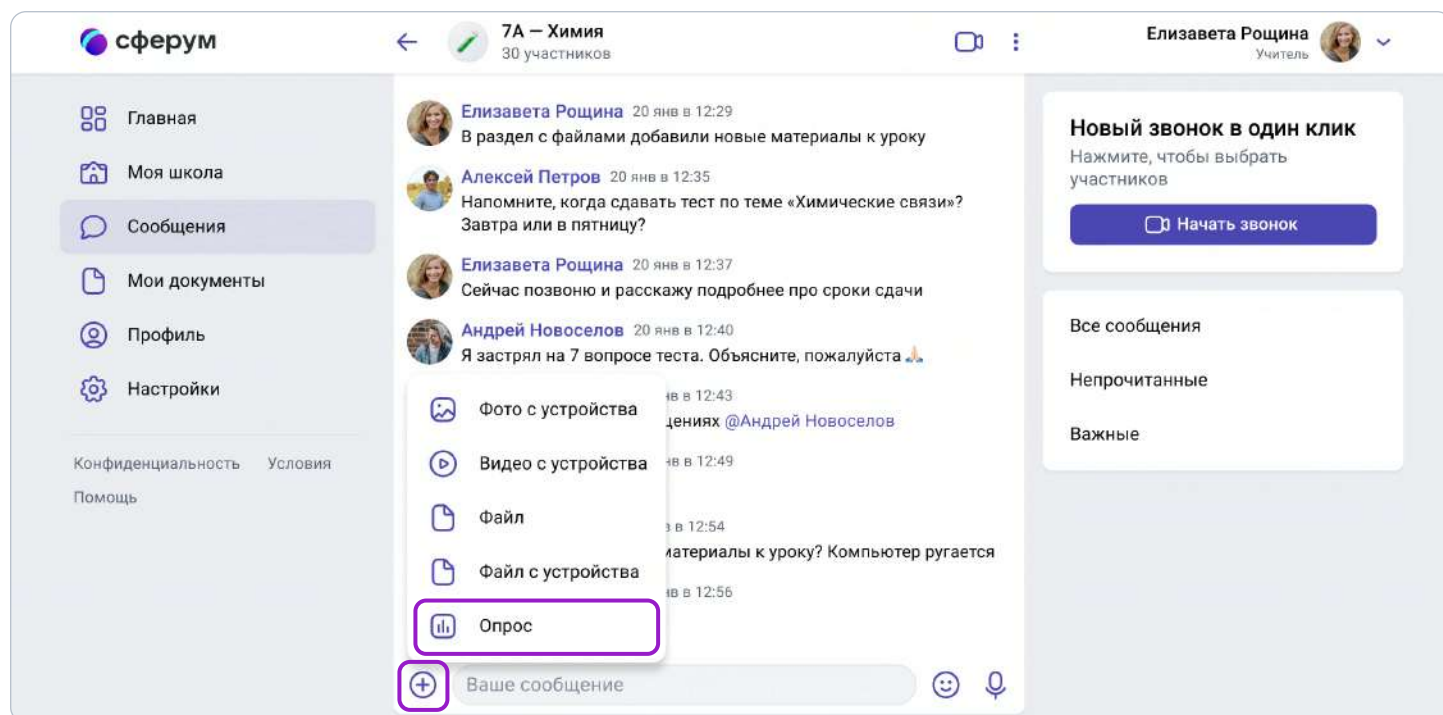 сферум
7А — Химия
30 участников
Елизавета Рощина
Учитель
Главная
Моя школа
Сообщения
Мои документы
Профиль
Настройки
Конфиденциальность Условия
Помощь
Елизавета Рощина 20 янв в 12:29
В раздел с файлами добавили новые материалы к уроку
Алексей Петров 20 янв в 12:35
Напомните, когда сдавать тест по теме «Химические связи»?
Завтра или в пятницу?
Елизавета Рощина 20 янв в 12:37
Сейчас позвоню и расскажу подробнее про сроки сдачи
Андрей Новоселов 20 янв в 12:40
Я застрял на 7 вопросе теста. Объясните, пожалуйста 🙏🏻
в 12:43
@Андрей Новоселов
в 12:49
в 12:54
материалы к уроку? Компьютер ругается
в 12:56
Фото с устройства
Видео с устройства
Файл
Файл с устройства
Опрос
Ваше сообщение
Новый звонок в один клик
Нажмите, чтобы выбрать
участников
Начать звонок
Все сообщения
Непрочитанные
Важные